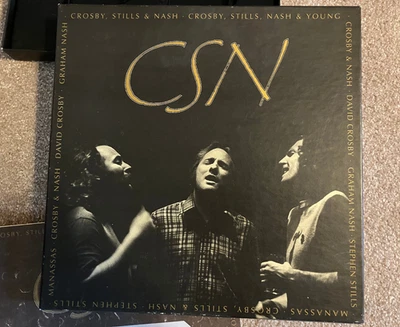 CROSBY, STILLS & NASH · CROSBY, STILLS, NASH & YOUNG ·
CSN
CROSBY & NASH · DAVID CROSBY · GRAHAM NASH · STEPHEN STILLS
MANASSAS · CROSBY, STILLS & NASH · STEPHEN STILLS
MANASSAS · CROSBY & NASH · DAVID CROSBY · GRAHAM NASH ·